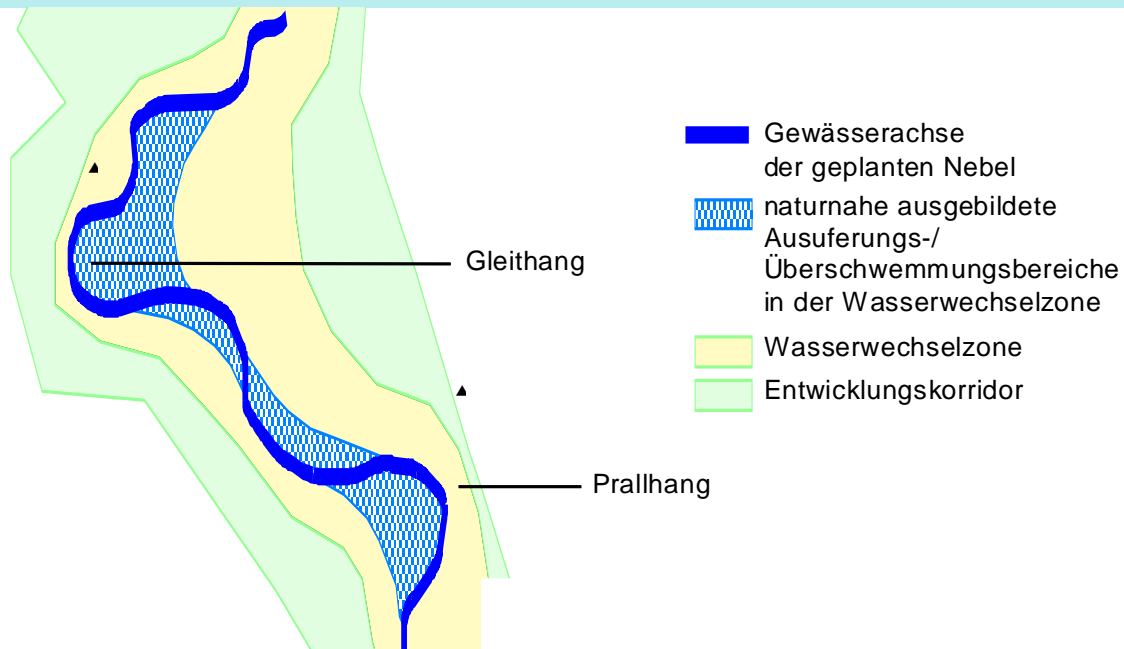 Gewässerachse
der geplanten Nebel
naturnahe ausgebildete
Ausuferungs-/
Überschwemmungsbereiche
in der Wasserwechselzone
Wasserwechselzone
Entwicklungskorridor
Gleithang
Prallhang